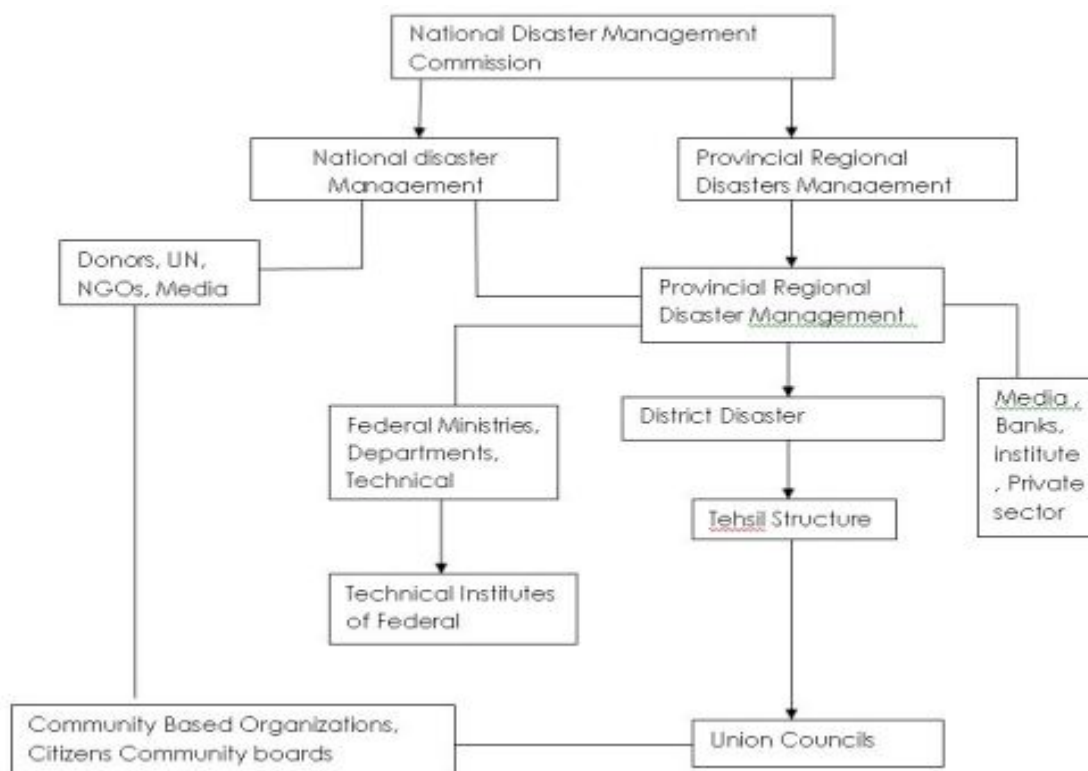 National Disaster Management
Commission
National disaster
Management
Provincial Regional
Disasters Management
Donors, UN,
NGOs, Media
Provincial Regional
Disaster Management
Media ,
Banks,
institute
, Private
sector
Federal Ministries,
Departments,
Technical
District Disaster
Tehsil Structure
Technical Institutes
of Federal
Community Based Organizations,
Citizens Community boards
Union Councils